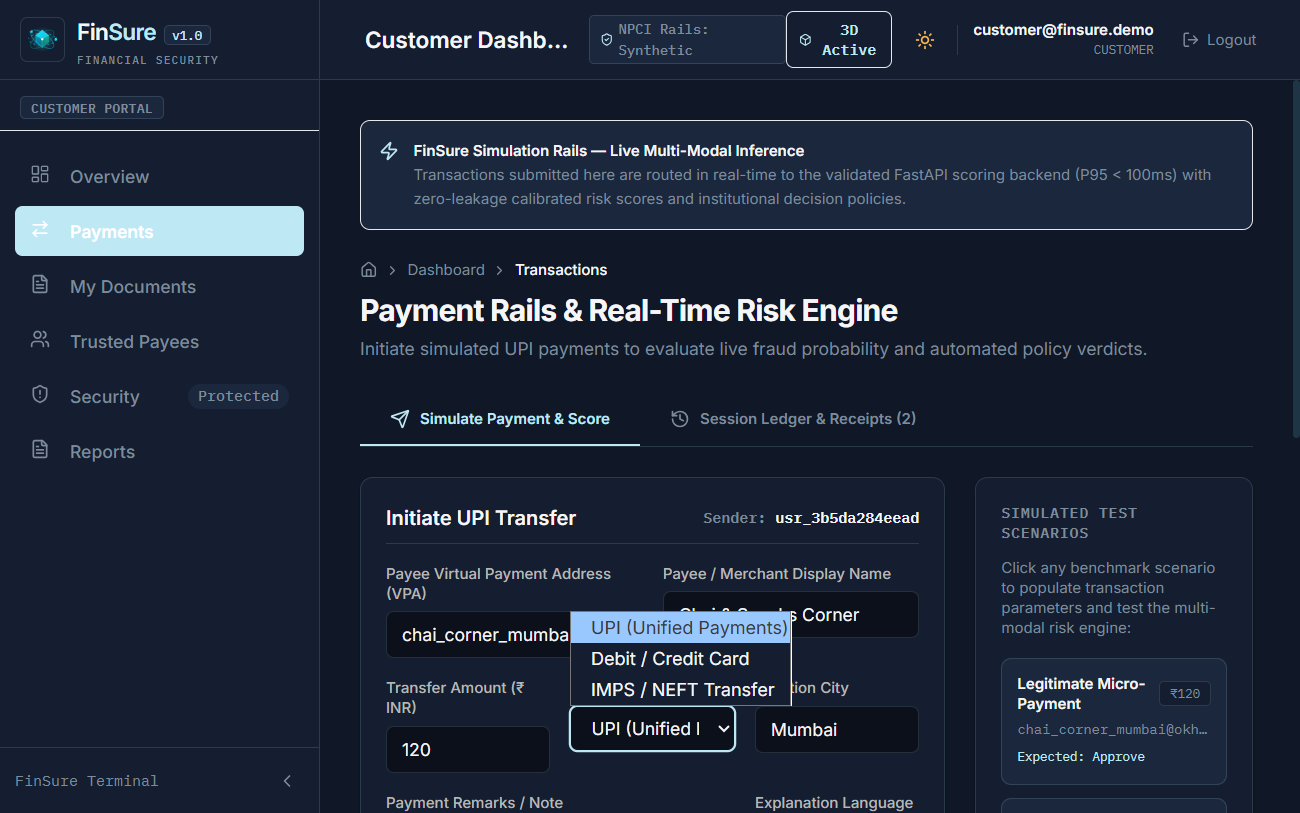 FinSure v1.0
FINANCIAL SECURITY
CUSTOMER PORTAL
Overview
Payments
My Documents
Trusted Payees
Security Protected
Reports
FinSure Terminal
Customer Dashb...
NPCI Rails:
Synthetic
3D
Active
customer@finsure.demo
CUSTOMER
Logout
FinSure Simulation Rails — Live Multi-Modal Inference
Transactions submitted here are routed in real-time to the validated FastAPI scoring backend (P95 < 100ms) with
zero-leakage calibrated risk scores and institutional decision policies.
Dashboard Transactions
Payment Rails & Real-Time Risk Engine
Initiate simulated UPI payments to evaluate live fraud probability and automated policy verdicts.
Simulate Payment & Score
Session Ledger & Receipts (2)
Initiate UPI Transfer
Sender: usr_3b5da284eead
Payee Virtual Payment Address
(VPA)
chai_corner_mumba
Payee / Merchant Display Name
Corner
UPI (Unified Payments)
Debit / Credit Card
IMPS / NEFT Transfer
Transfer Amount (₹
INR)
120
UPI (Unified
City
Mumbai
Payment Remarks / Note
Explanation Language
SIMULATED TEST
SCENARIOS
Click any benchmark scenario
to populate transaction
parameters and test the multi-
modal risk engine:
Legitimate Micro-
Payment
₹120
chai_corner_mumbai@okh…
Expected: Approve